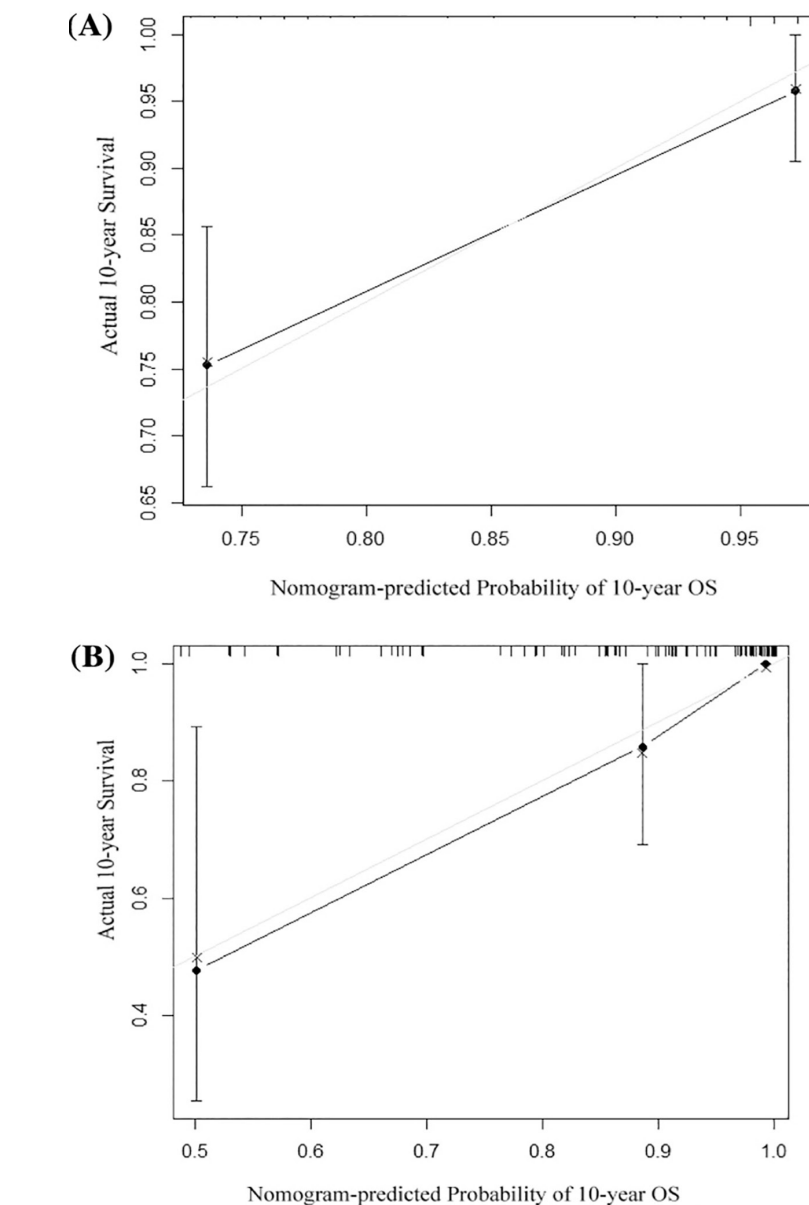 (A)
Actual 10-year Survival
1.00
0.95
0.90
0.85
0.80
0.75
0.70
0.65
0.75 0.80 0.85 0.90 0.95
Nomogram-predicted Probability of 10-year OS
(B)
Actual 10-year Survival
1.0
0.8
0.6
0.4
0.5 0.6 0.7 0.8 0.9 1.0
Nomogram-predicted Probability of 10-year OS